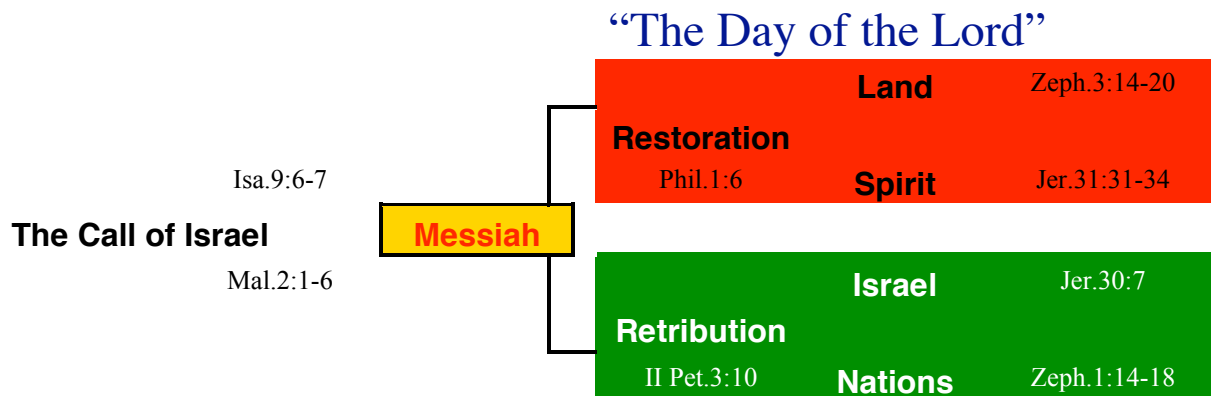 “The Day of the Lord”
Land Zeph.3:14-20
Restoration
Isa.9:6-7 Phil.1:6 Spirit Jer.31:31-34
The Call of Israel Messiah
Mal.2:1-6 Israel Jer.30:7
Retribution
II Pet.3:10 Nations Zeph.1:14-18